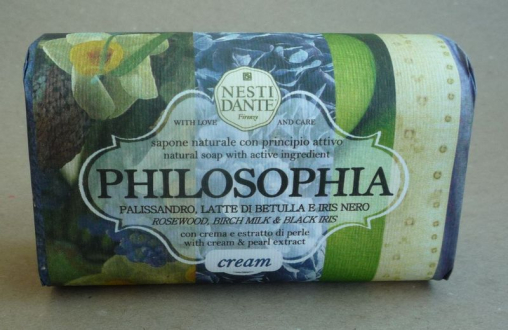 NESTI
DANTE
Firenze
WITH LOVE AND CARE
sapone naturale con principio attivo
natural soap with active ingredient
PHILOSOPHIA
PALISSANDRO, LATTE DI BETULLA E IRIS NERO
ROSEWOOD, BIRCH MILK & BLACK IRIS
con crema e estratto di perle
with cream & pearl extract
cream